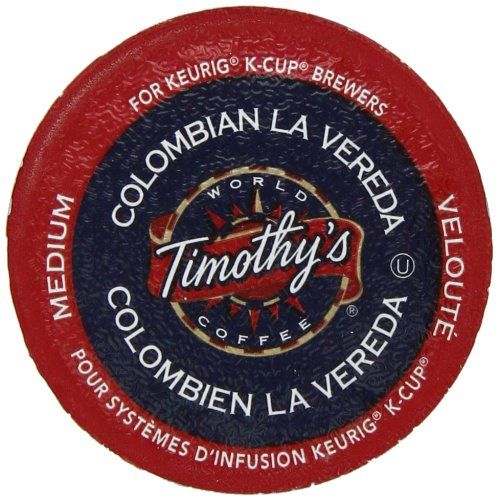 FOR KEURIG® K-CUP® BREWERS
COLOMBIAN LA VEREDA
MEDIUM
VELOUTÉ
WORLD
Timothy's
COFFEE®
U
COLOMBIEN LA VEREDA
POUR SYSTÈMES D'INFUSION KEURIG® K-CUP®